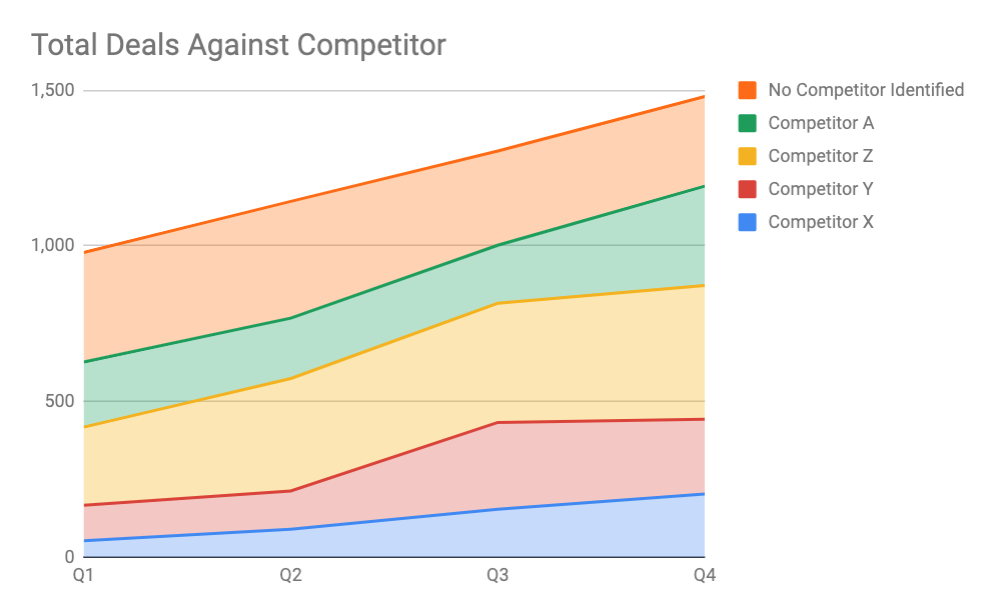 Total Deals Against Competitor
1,500
1,000
500
0
Q1
Q2
Q3
Q4
No Competitor Identified
Competitor A
Competitor Z
Competitor Y
Competitor X